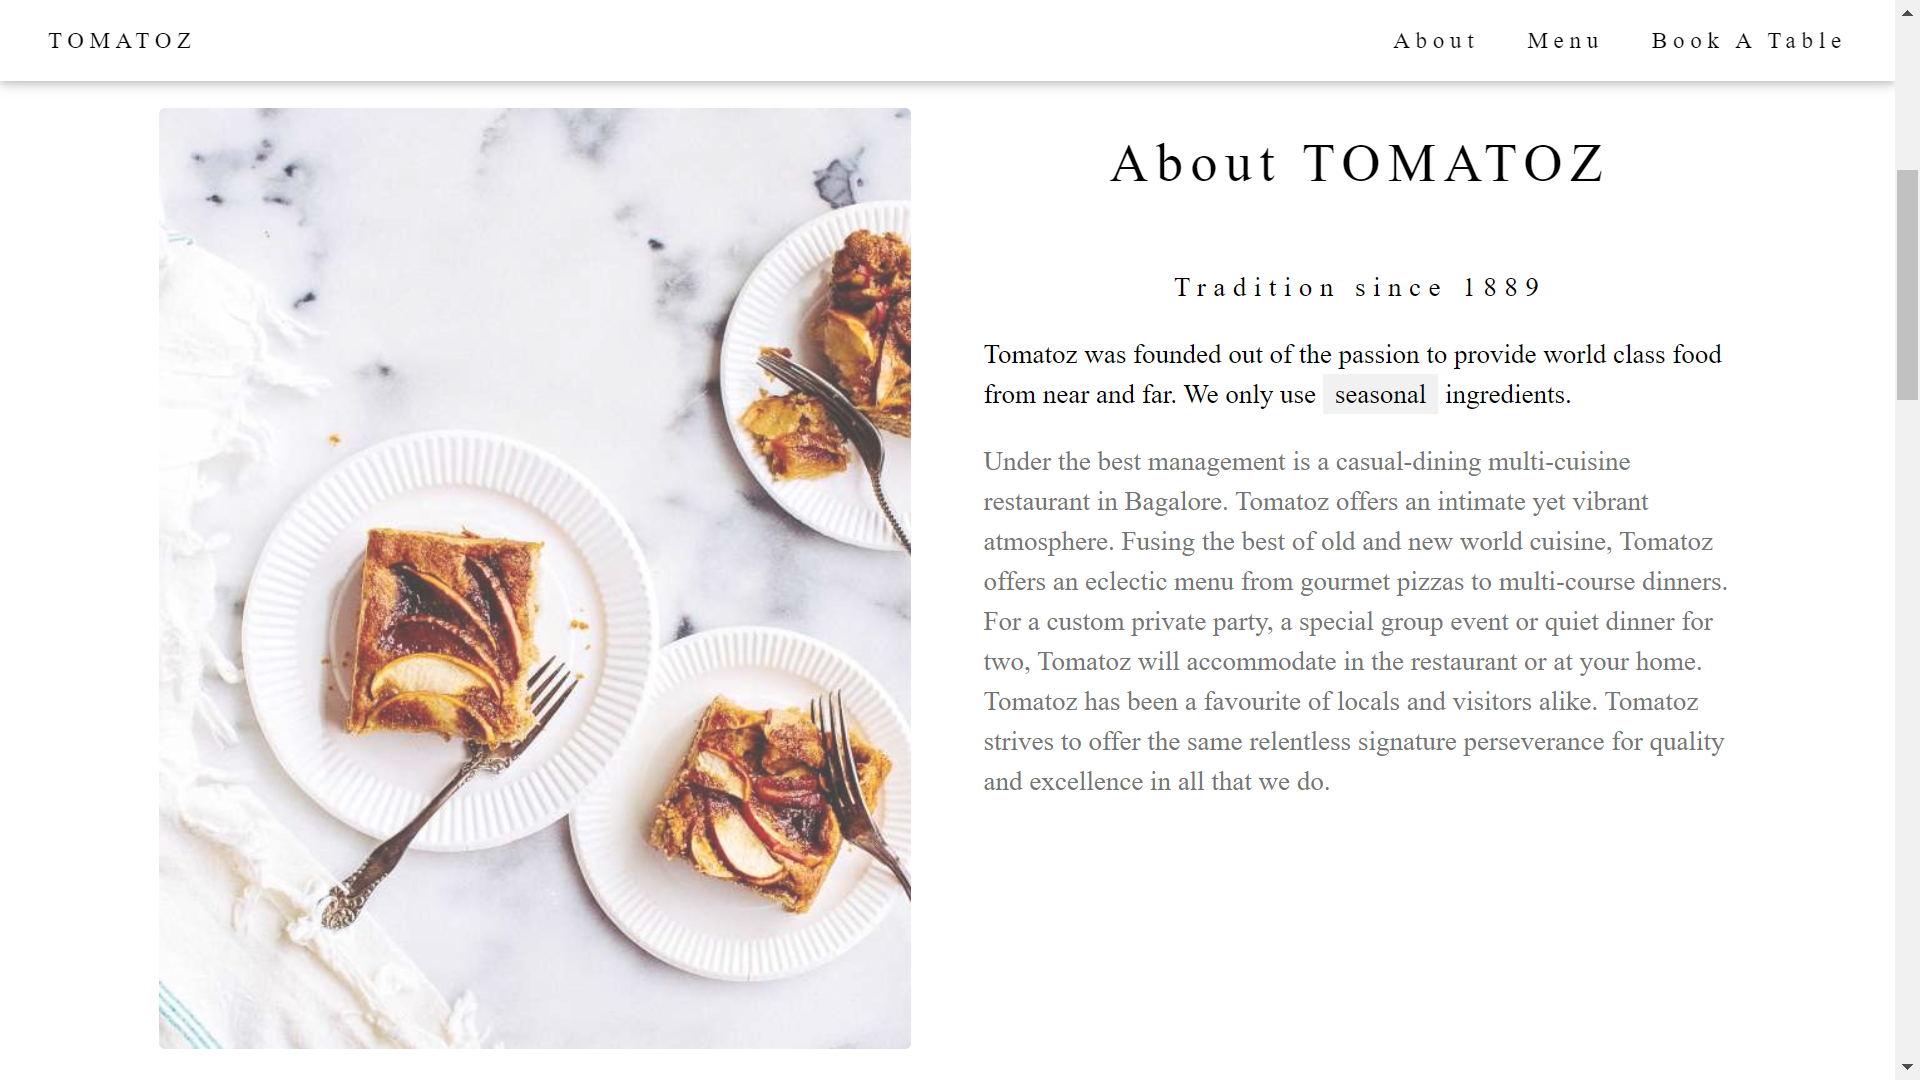 TOMATOZ
About Menu Book A Table
About TOMATOZ
Tradition since 1889
Tomatoz was founded out of the passion to provide world class food
from near and far. We only use seasonal ingredients.
Under the best management is a casual-dining multi-cuisine
restaurant in Bagalore. Tomatoz offers an intimate yet vibrant
atmosphere. Fusing the best of old and new world cuisine, Tomatoz
offers an eclectic menu from gourmet pizzas to multi-course dinners.
For a custom private party, a special group event or quiet dinner for
two, Tomatoz will accommodate in the restaurant or at your home.
Tomatoz has been a favourite of locals and visitors alike. Tomatoz
strives to offer the same relentless signature perseverance for quality
and excellence in all that we do.